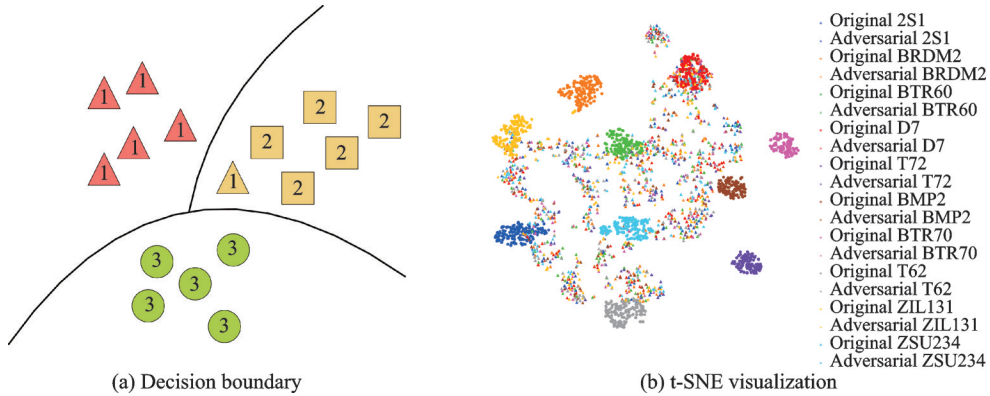 1
1
1
1
1
2
2
2
2
2
1
3
3
3
3
3
(a) Decision boundary
Original 2S1
Adversarial 2S1
Original BRDM2
Adversarial BRDM2
Original BTR60
Adversarial BTR60
Original D7
Adversarial D7
Original T72
Adversarial T72
Original BMP2
Adversarial BMP2
Original BTR70
Adversarial BTR70
Original T62
Adversarial T62
Original ZIL131
Adversarial ZIL131
Original ZSU234
Adversarial ZSU234
(b) t-SNE visualization